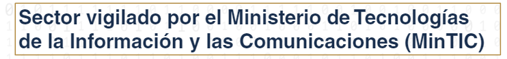 Sector vigilado por el Ministerio de Tecnologías
de la Información y las Comunicaciones (MinTIC)